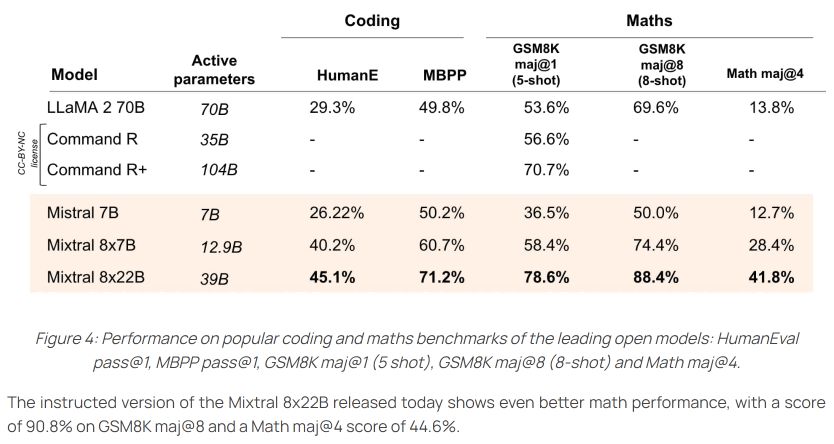 Coding Maths
Model Active parameters HumanE MBPP GSM8K maj@1 (5-shot) GSM8K maj@8 (8-shot) Math maj@4
LLaMA 2 70B 70B 29.3% 49.8% 53.6% 69.6% 13.8%
CC-BY-NC license
Command R 35B - - 56.6% - -
Command R+ 104B - - 70.7% - -
Mistral 7B 7B 26.22% 50.2% 36.5% 50.0% 12.7%
Mixtral 8x7B 12.9B 40.2% 60.7% 58.4% 74.4% 28.4%
Mixtral 8x22B 39B 45.1% 71.2% 78.6% 88.4% 41.8%
Figure 4: Performance on popular coding and maths benchmarks of the leading open models: HumanEval
pass@1, MBPP pass@1, GSM8K maj@1 (5 shot), GSM8K maj@8 (8-shot) and Math maj@4.
The instructed version of the Mixtral 8x22B released today shows even better math performance, with a score
of 90.8% on GSM8K maj@8 and a Math maj@4 score of 44.6%.